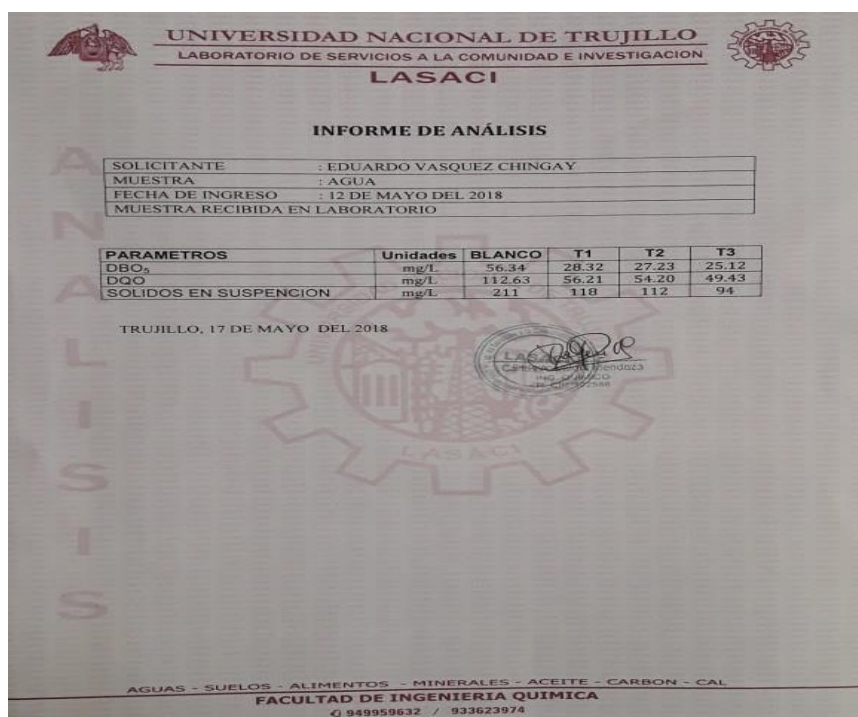 UNIVERSIDAD NACIONAL DE TRUJILLO
LABORATORIO DE SERVICIOS A LA COMUNIDAD E INVESTIGACION
LASACI
INFORME DE ANÁLISIS
SOLICITANTE : EDUARDO VASQUEZ CHINGAY
MUESTRA : AGUA
FECHA DE INGRESO : 12 DE MAYO DEL 2018
MUESTRA RECIBIDA EN LABORATORIO
PARAMETROS Unidades BLANCO T1 T2 T3
DBO₅ mg/L 56.34 28.32 27.23 25.12
DQO mg/L 112.63 56.21 54.20 49.43
SOLIDOS EN SUSPENCION mg/L 211 118 112 94
TRUJILLO, 17 DE MAYO DEL 2018
LASACI
ANALISIS
AGUAS - SUELOS - ALIMENTOS - MINERALES - ACEITE - CARBON - CAL
FACULTAD DE INGENIERIA QUIMICA
949959632 / 933623974